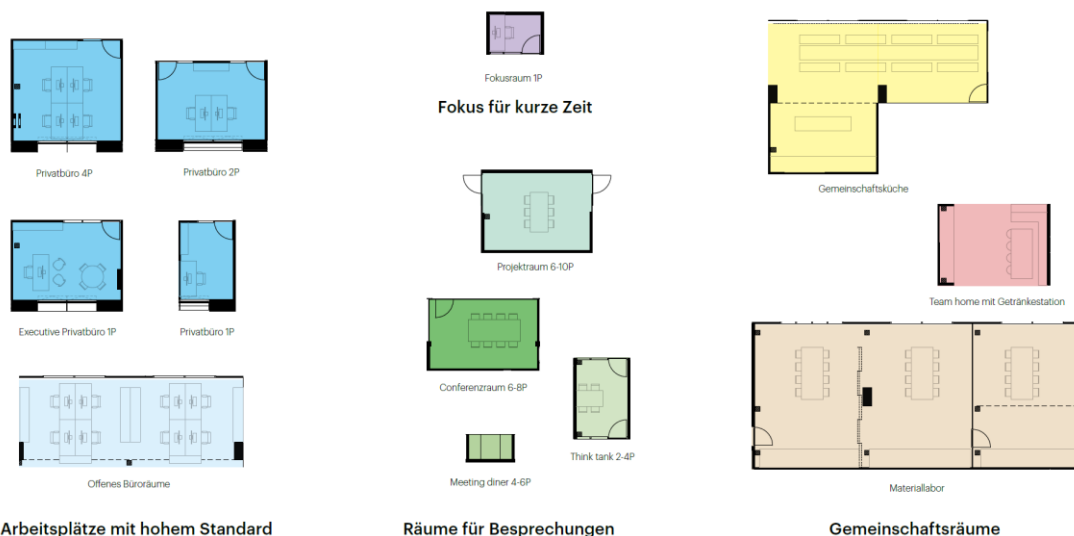 Privatbüro 4P
Privatbüro 2P
Executive Privatbüro 1P
Privatbüro 1P
Offenes Büroräume
Arbeitsplätze mit hohem Standard
Fokusraum 1P
Fokus für kurze Zeit
Projektraum 6-10P
Conferenzraum 6-8P
Think tank 2-4P
Meeting diner 4-6P
Räume für Besprechungen
Gemeinschaftsküche
Team home mit Getränkestation
Materiallabor
Gemeinschaftsräume